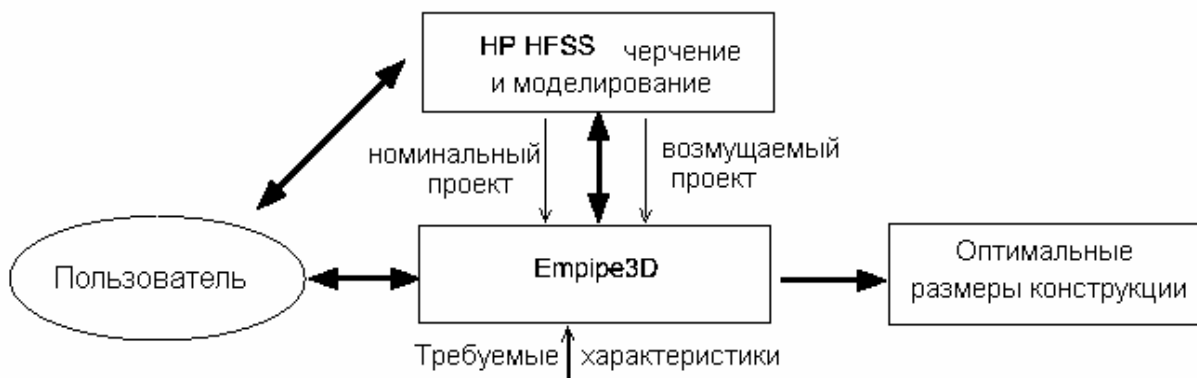 HP HFSS черчение
и моделирование
номинальный
проект
возмущаемый
проект
Пользователь
Empipe3D
Оптимальные
размеры конструкции
Требуемые характеристики